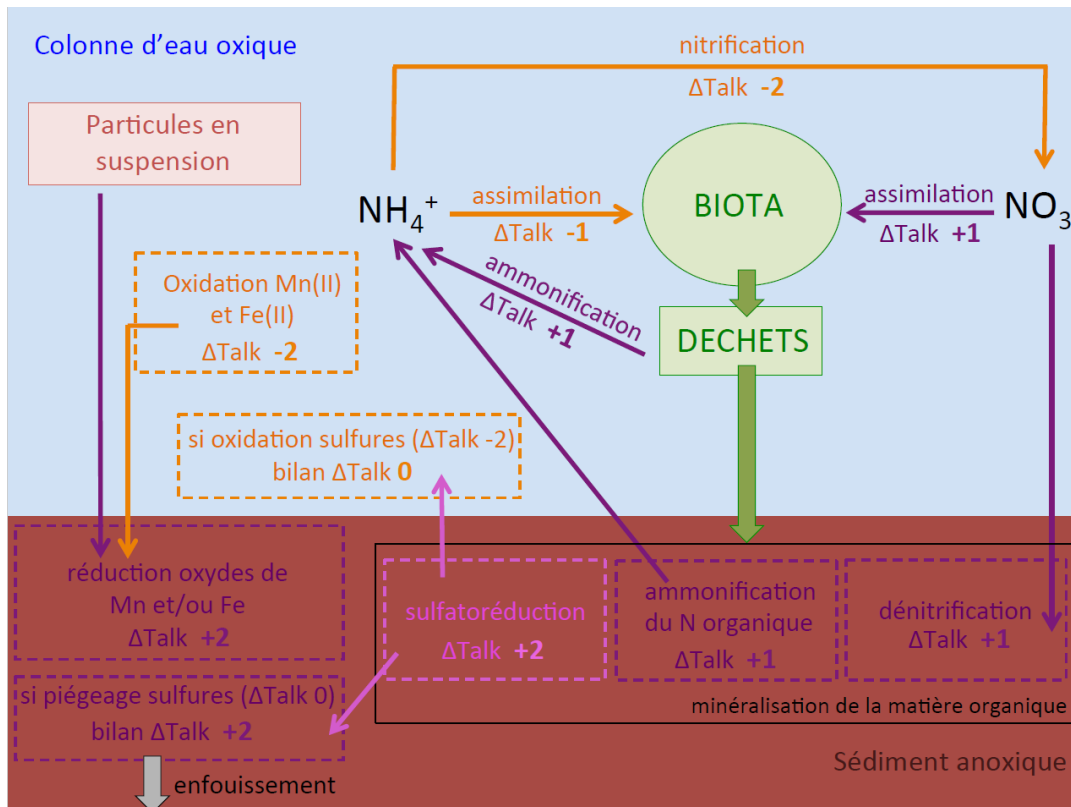 Colonne d'eau oxique
nitrification
ΔTalk -2
Particules en
suspension
NH₄⁺
assimilation
ΔTalk -1
BIOTA
assimilation
ΔTalk +1
NO₃
ammonification
ΔTalk +1
Oxidation Mn(II)
et Fe(II)
ΔTalk -2
DECHETS
si oxidation sulfures (ΔTalk -2)
bilan ΔTalk 0
réduction oxydes de
Mn et/ou Fe
ΔTalk +2
sulfatoréduction
ΔTalk +2
ammonification
du N organique
ΔTalk +1
dénitrification
ΔTalk +1
si piégeage sulfures (ΔTalk 0)
bilan ΔTalk +2
minéralisation de la matière organique
enfouissement
Sédiment anoxique